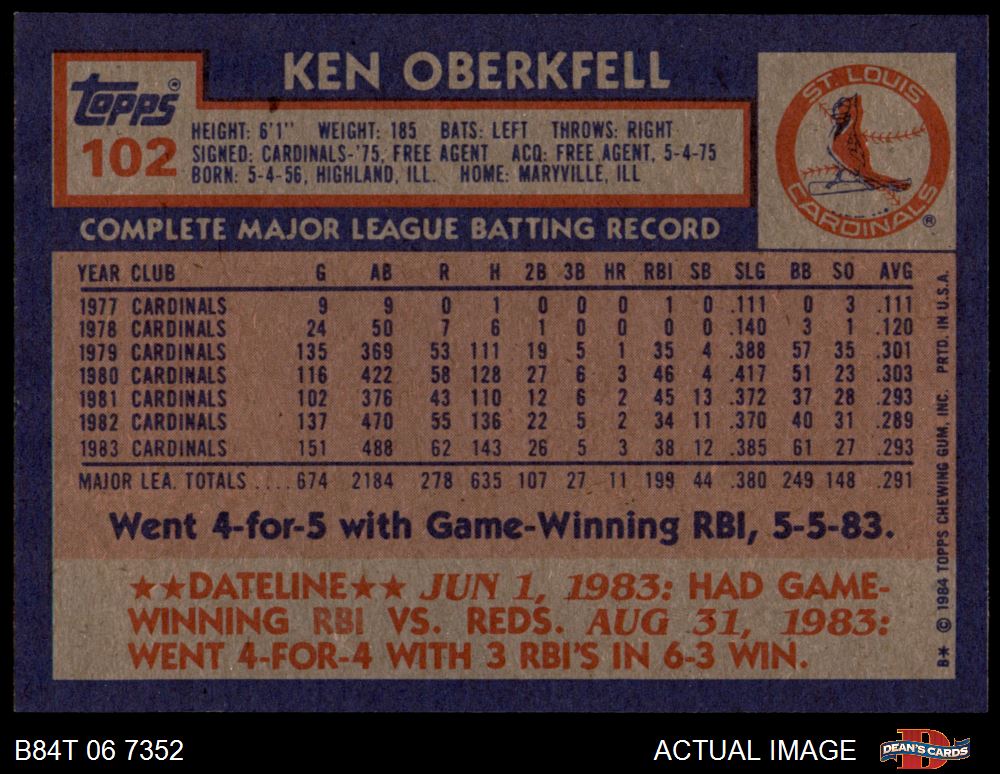 KEN OBERKFELL
Topps®
102
HEIGHT: 6'1" WEIGHT: 185 BATS: LEFT THROWS: RIGHT
SIGNED: CARDINALS-'75, FREE AGENT ACQ: FREE AGENT, 5-4-75
BORN: 5-4-56, HIGHLAND, ILL. HOME: MARYVILLE, ILL
ST. LOUIS
CARDINALS
®
COMPLETE MAJOR LEAGUE BATTING RECORD
YEAR CLUB G AB R H 2B 3B HR RBI SB SLG BB SO AVG
1977 CARDINALS 9 9 0 1 0 0 0 1 0 .111 0 3 .111
1978 CARDINALS 24 50 7 6 1 0 0 0 0 .140 3 1 .120
1979 CARDINALS 135 369 53 111 19 5 1 35 4 .388 57 35 .301
1980 CARDINALS 116 422 58 128 27 6 3 46 4 .417 51 23 .303
1981 CARDINALS 102 376 43 110 12 6 2 45 13 .372 37 28 .293
1982 CARDINALS 137 470 55 136 22 5 2 34 11 .370 40 31 .289
1983 CARDINALS 151 488 62 143 26 5 3 38 12 .385 61 27 .293
MAJOR LEA. TOTALS .... 674 2184 278 635 107 27 11 199 44 .380 249 148 .291
Went 4-for-5 with Game-Winning RBI, 5-5-83.
★★DATELINE★★ JUN 1, 1983: HAD GAME-
WINNING RBI VS. REDS. AUG 31, 1983:
WENT 4-FOR-4 WITH 3 RBI'S IN 6-3 WIN.
B* © 1984 TOPPS CHEWING GUM, INC. PRTD. IN U.S.A.
B84T 06 7352
ACTUAL IMAGE
DEAN'S CARDS